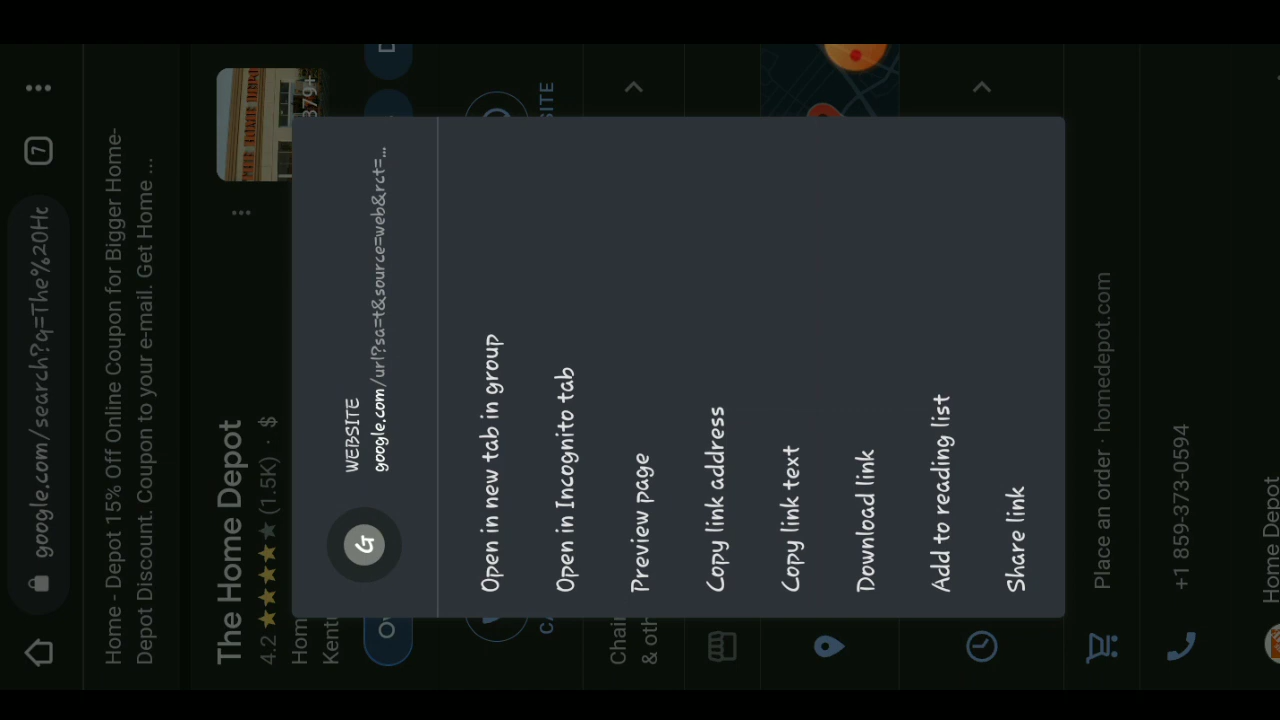 google.com/search?q=The%20Ho
7
Home - Depot 15% Off Online Coupon for Bigger Home-
Depot Discount. Coupon to your e-mail. Get Home ...
The Home Depot
4.2 (1.5K) · $
379+
WEBSITE
google.com/url?sa=t&source=web&rct=...
Open in new tab in group
Open in Incognito tab
Preview page
Copy link address
Copy link text
Download link
Add to reading list
Share link
Place an order · homedepot.com
+1 859-373-0594
Home Depot